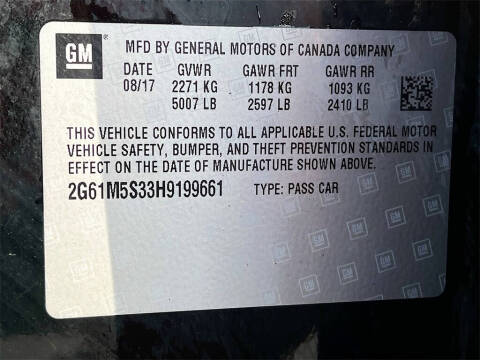 GM MFD BY GENERAL MOTORS OF CANADA COMPANY
DATE GVWR GAWR FRT GAWR RR
08/17 2271 KG 1178 KG 1093 KG
5007 LB 2597 LB 2410 LB
THIS VEHICLE CONFORMS TO ALL APPLICABLE U.S. FEDERAL MOTOR
VEHICLE SAFETY, BUMPER, AND THEFT PREVENTION STANDARDS IN
EFFECT ON THE DATE OF MANUFACTURE SHOWN ABOVE.
2G61M5S33H9199661 TYPE: PASS CAR